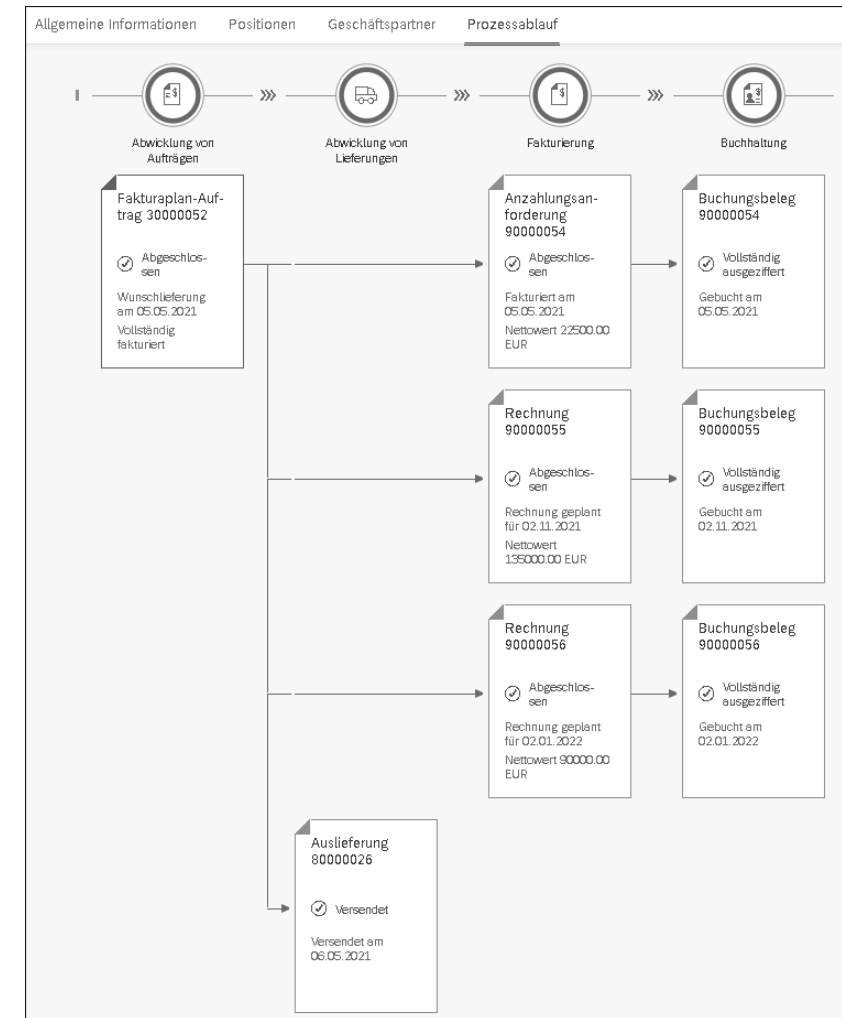 Allgemeine Informationen Positionen Geschäftspartner Prozessablauf
Abwicklung von
Aufträgen
Abwicklung von
Lieferungen
Fakturierung
Buchhaltung
Fakturaplan-Auf-
trag 30000052
Abgeschlos-
sen
Wunschlieferung
am 05.05.2021
Vollständig
fakturiert
Anzahlungsan-
forderung
90000054
Abgeschlos-
sen
Fakturiert am
05.05.2021
Nettowert 22500.00
EUR
Buchungsbeleg
90000054
Vollständig
ausgeziffert
Gebucht am
05.05.2021
Rechnung
90000055
Abgeschlos-
sen
Rechnung geplant
für 02.11.2021
Nettowert
135000.00 EUR
Buchungsbeleg
90000055
Vollständig
ausgeziffert
Gebucht am
02.11.2021
Rechnung
90000056
Abgeschlos-
sen
Rechnung geplant
für 02.01.2022
Nettowert 90000.00
EUR
Buchungsbeleg
90000056
Vollständig
ausgeziffert
Gebucht am
02.01.2022
Auslieferung
80000026
Versendet
Versendet am
06.05.2021